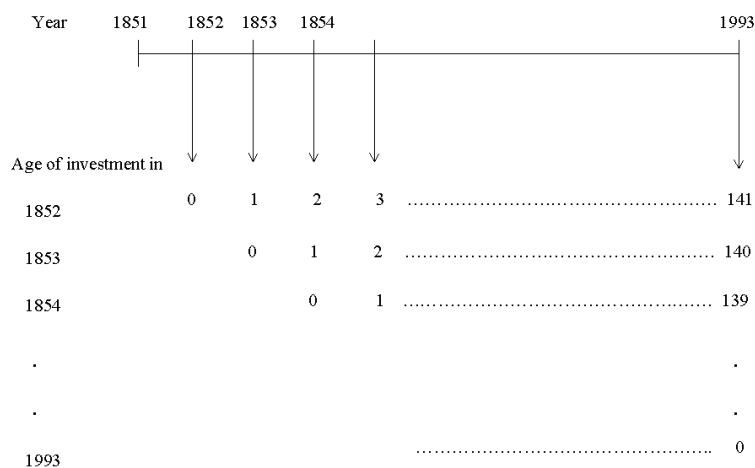 Year 1851 1852 1853 1854 1993
Age of investment in
1852 0 1 2 3 ........................................................ 141
1853 0 1 2 ........................................................ 140
1854 0 1 ........................................................ 139
. .
. .
1993 ........................................................ 0